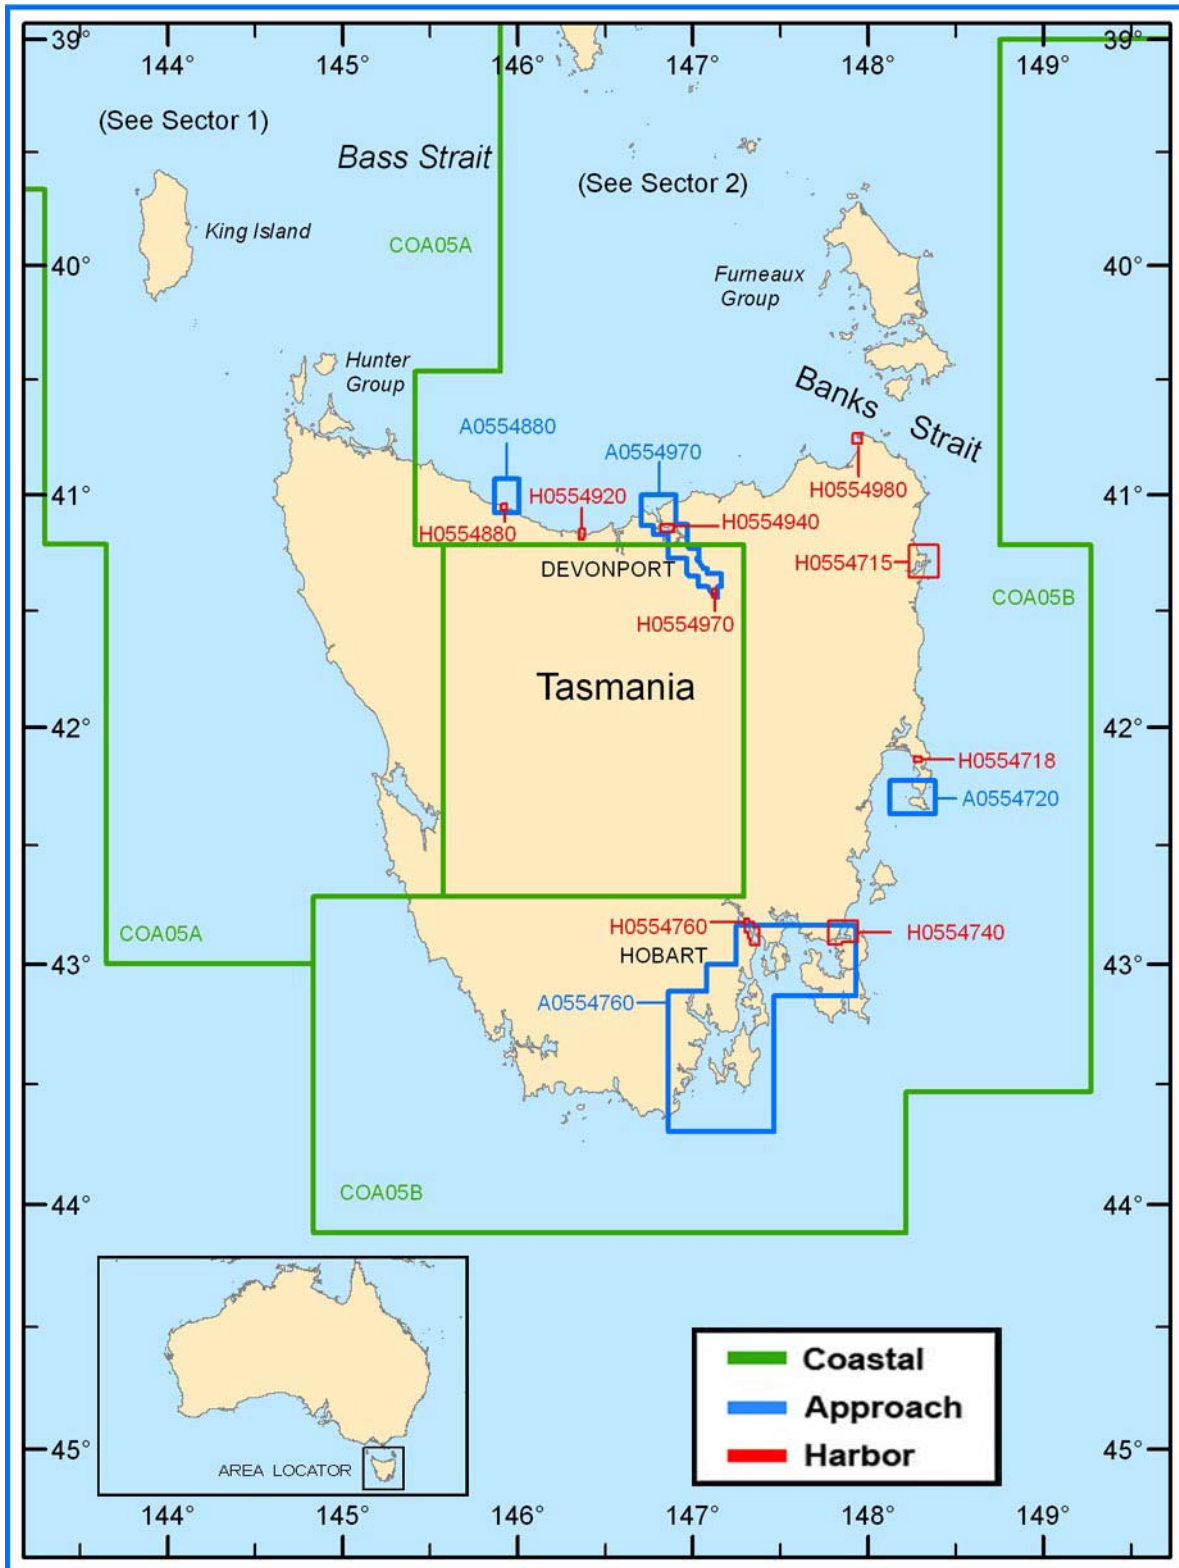 39°
144°
145°
146°
147°
148°
149°
39°
(See Sector 1)
Bass Strait
(See Sector 2)
King Island
COA05A
40°
Furneaux
Group
40°
Hunter
Group
Banks Strait
A0554880
A0554970
41°
H0554920
H0554980
41°
H0554880
H0554940
DEVONPORT
H0554715
COA05B
H0554970
Tasmania
42°
42°
H0554718
A0554720
COA05A
H0554760
H0554740
HOBART
43°
43°
A0554760
COA05B
44°
44°
Coastal
Approach
Harbor
45°
AREA LOCATOR
45°
144°
145°
146°
147°
148°
149°